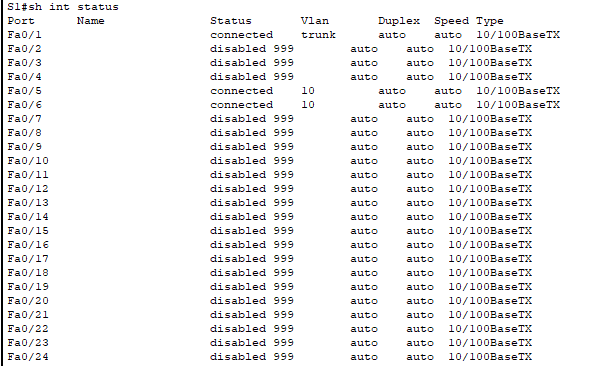 S1#sh int status
Port Name Status Vlan Duplex Speed Type
Fa0/1 connected trunk auto auto 10/100BaseTX
Fa0/2 disabled 999 auto auto 10/100BaseTX
Fa0/3 disabled 999 auto auto 10/100BaseTX
Fa0/4 disabled 999 auto auto 10/100BaseTX
Fa0/5 connected 10 auto auto 10/100BaseTX
Fa0/6 connected 10 auto auto 10/100BaseTX
Fa0/7 disabled 999 auto auto 10/100BaseTX
Fa0/8 disabled 999 auto auto 10/100BaseTX
Fa0/9 disabled 999 auto auto 10/100BaseTX
Fa0/10 disabled 999 auto auto 10/100BaseTX
Fa0/11 disabled 999 auto auto 10/100BaseTX
Fa0/12 disabled 999 auto auto 10/100BaseTX
Fa0/13 disabled 999 auto auto 10/100BaseTX
Fa0/14 disabled 999 auto auto 10/100BaseTX
Fa0/15 disabled 999 auto auto 10/100BaseTX
Fa0/16 disabled 999 auto auto 10/100BaseTX
Fa0/17 disabled 999 auto auto 10/100BaseTX
Fa0/18 disabled 999 auto auto 10/100BaseTX
Fa0/19 disabled 999 auto auto 10/100BaseTX
Fa0/20 disabled 999 auto auto 10/100BaseTX
Fa0/21 disabled 999 auto auto 10/100BaseTX
Fa0/22 disabled 999 auto auto 10/100BaseTX
Fa0/23 disabled 999 auto auto 10/100BaseTX
Fa0/24 disabled 999 auto auto 10/100BaseTX